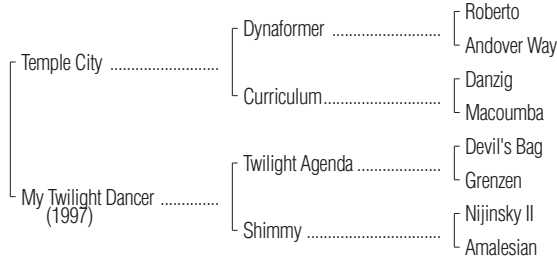 Roberto
Dynaformer ........................
Andover Way
Temple City ........................
Danzig
Curriculum..........................
Macoumba
Devil's Bag
Twilight Agenda ..................
Grenzen
My Twilight Dancer .............
(1997)
Nijinsky II
Shimmy ..............................
Amalesian